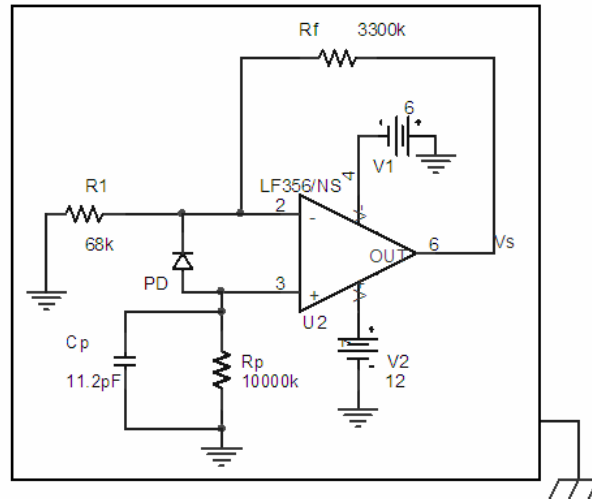 Rf 3300k
6
V1
4
V-
LF356/NS
R1
68k
2
-
PD
3
+
OUT
6
Vs
V+
U2
7
V2
12
Cp
11.2pF
Rp
10000k